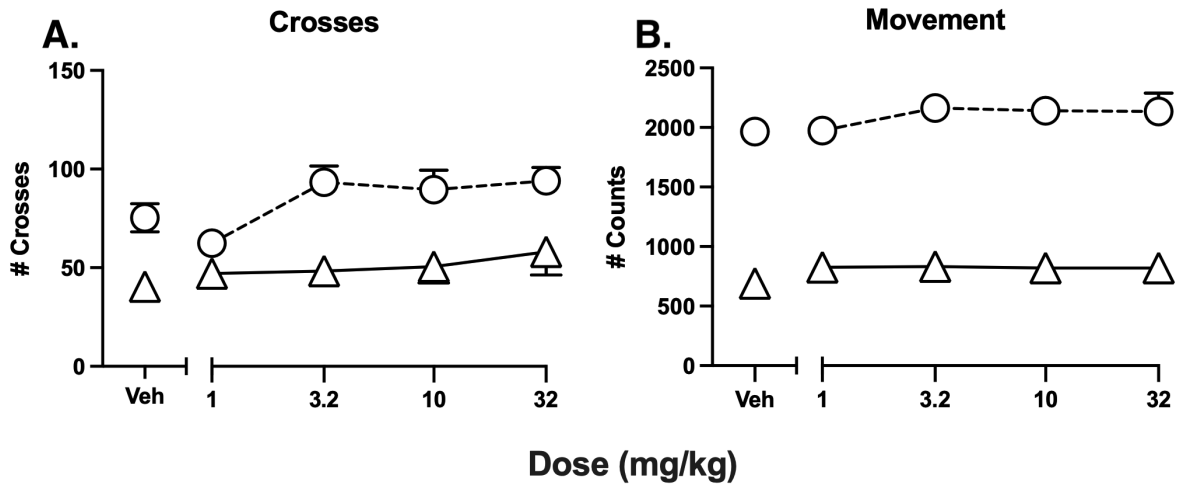 A.
Crosses
# Crosses
150
100
50
0
Veh
1
3.2
10
32
B.
Movement
# Counts
2500
2000
1500
1000
500
0
Veh
1
3.2
10
32
Dose (mg/kg)